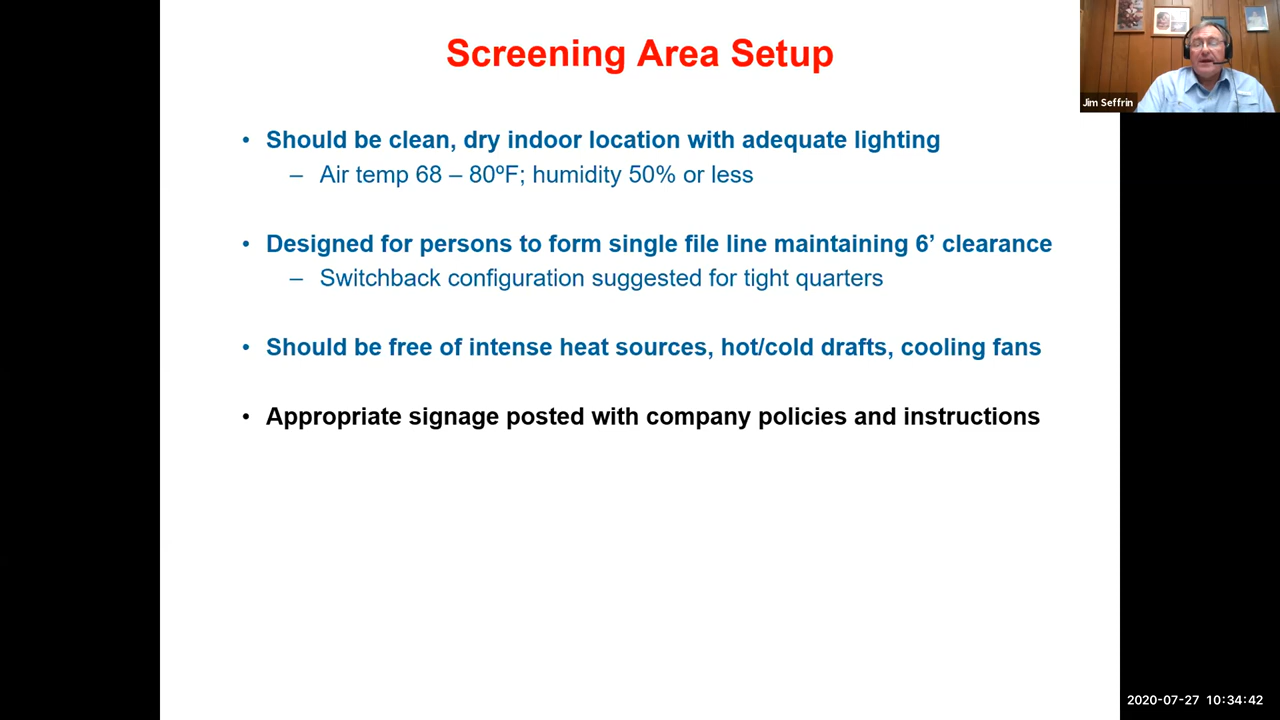 Screening Area Setup
Jim Seffrin
• Should be clean, dry indoor location with adequate lighting
– Air temp 68 – 80ºF; humidity 50% or less
• Designed for persons to form single file line maintaining 6’ clearance
– Switchback configuration suggested for tight quarters
• Should be free of intense heat sources, hot/cold drafts, cooling fans
• Appropriate signage posted with company policies and instructions
2020-07-27 10:34:42